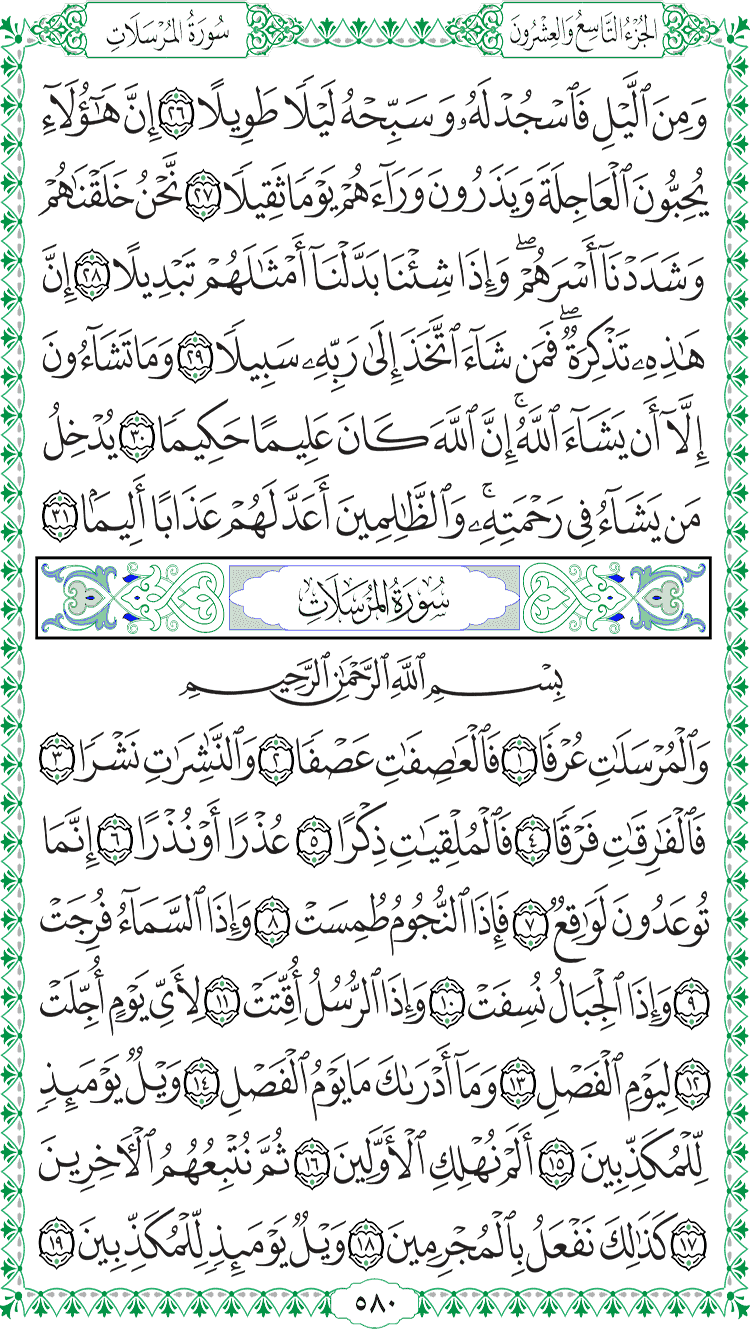 الجُزْءُ التَّاسِعُ وَالعِشْرُونَ
سُورَةُ المُرْسَلَاتِ
وَمِنَ ٱلَّيْلِ فَٱسْجُدْ لَهُۥ وَسَبِّحْهُ لَيْلًا طَوِيلًا ٢٦ إِنَّ هَٰٓؤُلَآءِ
يُحِبُّونَ ٱلْعَاجِلَةَ وَيَذَرُونَ وَرَآءَهُمْ يَوْمًا ثَقِيلًا ٢٧ نَّحْنُ خَلَقْنَٰهُمْ
وَشَدَدْنَآ أَسْرَهُمْ ۖ وَإِذَا شِئْنَا بَدَّلْنَآ أَمْثَٰلَهُمْ تَبْدِيلًا ٢٨ إِنَّ
هَٰذِهِۦ تَذْكِرَةٌ ۖ فَمَن شَآءَ ٱتَّخَذَ إِلَىٰ رَبِّهِۦ سَبِيلًا ٢٩ وَمَا تَشَآءُونَ
إِلَّآ أَن يَشَآءَ ٱللَّهُ ۚ إِنَّ ٱللَّهَ كَانَ عَلِيمًا حَكِيمًا ٣٠ يُدْخِلُ
مَن يَشَآءُ فِى رَحْمَتِهِۦ ۚ وَٱلظَّٰلِمِينَ أَعَدَّ لَهُمْ عَذَابًا أَلِيمًۢا ٣١
سُورَةُ المُرْسَلَاتِ
بِسْمِ ٱللَّهِ ٱلرَّحْمَٰنِ ٱلرَّحِيمِ
وَٱلْمُرْسَلَٰتِ عُرْفًا ١ فَٱلْعَٰصِفَٰتِ عَصْفًا ٢ وَٱلنَّٰشِرَٰتِ نَشْرًا ٣
فَٱلْفَٰرِقَٰتِ فَرْقًا ٤ فَٱلْمُلْقِيَٰتِ ذِكْرًا ٥ عُذْرًا أَوْ نُذْرًا ٦ إِنَّمَا
تُوعَدُونَ لَوَٰقِعٌ ٧ فَإِذَا ٱلنُّجُومُ طُمِسَتْ ٨ وَإِذَا ٱلسَّمَآءُ فُرِجَتْ
٩ وَإِذَا ٱلْجِبَالُ نُسِفَتْ ١٠ وَإِذَا ٱلرُّسُلُ أُقِّتَتْ ١١ لِأَىِّ يَوْمٍ أُجِّلَتْ
١٢ لِيَوْمِ ٱلْفَصْلِ ١٣ وَمَآ أَدْرَىٰكَ مَا يَوْمُ ٱلْفَصْلِ ١٤ وَيْلٌ يَوْمَئِذٍ
لِّلْمُكَذِّبِينَ ١٥ أَلَمْ نُهْلِكِ ٱلْأَوَّلِينَ ١٦ ثُمَّ نُتْبِعُهُمُ ٱلْءَاخِرِينَ
١٧ كَذَٰلِكَ نَفْعَلُ بِٱلْمُجْرِمِينَ ١٨ وَيْلٌ يَوْمَئِذٍ لِّلْمُكَذِّبِينَ ١٩
٥٨٠